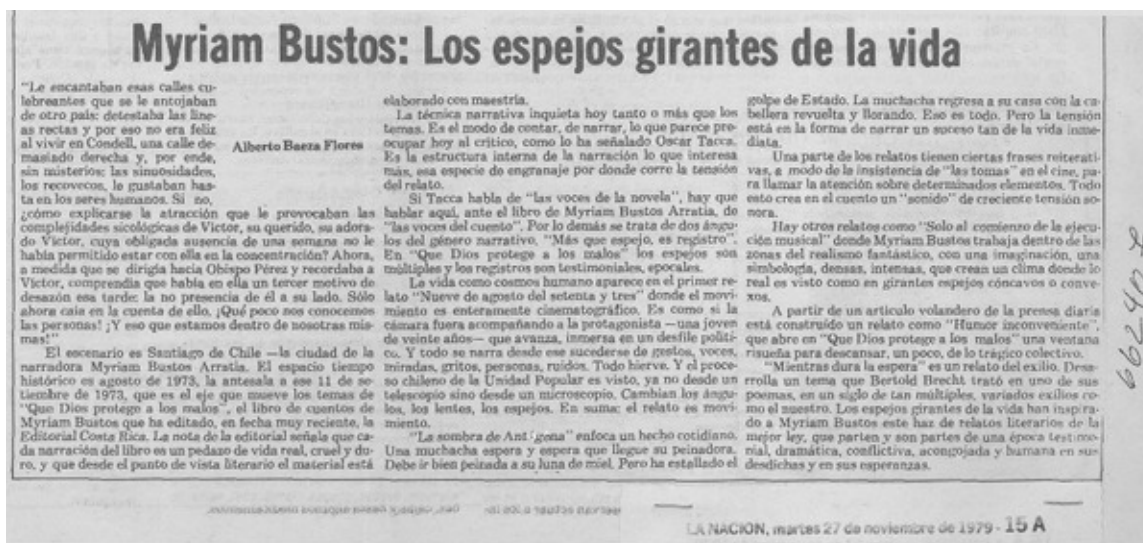 Myriam Bustos: Los espejos girantes de la vida
"Le encantaban esas calles cu-
lebreantes que se le antojaban
de otro país: detestaba las líne-
as rectas y por eso no era feliz
al vivir en Condell, una calle de-
masiado derecha y, por ende,
sin misterios; las sinuosidades,
los recovecos, le gustaban has-
ta en los seres humanos. Si no,
¿cómo explicarse la atracción que le provocaban las
complejidades sicológicas de Víctor, su querido, su adora-
do Víctor, cuya obligada ausencia de una semana no le
había permitido estar con ella en la concentración? Ahora,
a medida que se dirigía hacia Obispo Pérez y recordaba a
Víctor, comprendía que había en ella un tercer motivo de
desazón esa tarde: la no presencia de él a su lado. Sólo
ahora caía en la cuenta de ello. ¡Qué poco nos conocemos
las personas! ¡Y eso que estamos dentro de nosotras mis-
mas!"
El escenario es Santiago de Chile —la ciudad de la
narradora Myriam Bustos Arratia. El espacio tiempo
histórico es agosto de 1973, la antesala a ese 11 de se-
tiembre de 1973, que es el eje que mueve los temas de
"Que Dios protege a los malos", el libro de cuentos de
Myriam Bustos que ha editado, en fecha muy reciente, la
Editorial Costa Rica. La nota de la editorial señala que ca-
da narración del libro es un pedazo de vida real, cruel y du-
ro, y que desde el punto de vista literario el material está
Alberto Baeza Flores
elaborado con maestría.
La técnica narrativa inquieta hoy tanto o más que los
temas. Es el modo de contar, de narrar, lo que parece pre-
ocupar hoy al crítico, como lo ha señalado Oscar Tacca.
Es la estructura interna de la narración lo que interesa
más, esa especie de engranaje por donde corre la tensión
del relato.
Si Tacca habla de "las voces de la novela", hay que
hablar aquí, ante el libro de Myriam Bustos Arratia, de
"las voces del cuento". Por lo demás se trata de dos ángu-
los del género narrativo, "Más que espejo, es registro".
En "Que Dios protege a los malos" los espejos son
múltiples y los registros son testimoniales, epocales.
La vida como cosmos humano aparece en el primer re-
lato "Nueve de agosto del setenta y tres" donde el movi-
miento es enteramente cinematográfico. Es como si la
cámara fuera acompañando a la protagonista —una joven
de veinte años— que avanza, inmersa en un desfile políti-
co. Y todo se narra desde ese sucederse de gestos, voces,
miradas, gritos, personas, ruidos. Todo hierve. Y el proce-
so chileno de la Unidad Popular es visto, ya no desde un
telescopio sino desde un microscopio. Cambian los ángu-
los, los lentes, los espejos. En suma: el relato es movi-
miento.
"La sombra de Antígona" enfoca un hecho cotidiano.
Una muchacha espera y espera que llegue su peinadora.
Debe ir bien peinada a su luna de miel. Pero ha estallado el
golpe de Estado. La muchacha regresa a su casa con la ca-
bellera revuelta y llorando. Eso es todo. Pero la tensión
está en la forma de narrar un suceso tan de la vida inme-
diata.
Una parte de los relatos tienen ciertas frases reiterati-
vas, a modo de la insistencia de "las tomas" en el cine, pa-
ra llamar la atención sobre determinados elementos. Todo
esto crea en el cuento un "sonido" de creciente tensión so-
nora.
Hay otros relatos como "Solo al comienzo de la ejecu-
ción musical" donde Myriam Bustos trabaja dentro de las
zonas del realismo fantástico, con una imaginación, una
simbología, densas, intensas, que crean un clima donde lo
real es visto como en girantes espejos cóncavos o conve-
xos.
A partir de un artículo volandero de la prensa diaria
está construído un relato como "Humor inconveniente",
que abre en "Que Dios protege a los malos" una ventana
risueña para descansar, un poco, de lo trágico colectivo.
"Mientras dura la espera" es un relato del exilio. Desa-
rrolla un tema que Bertold Brecht trató en uno de sus
poemas, en un siglo de tan múltiples, variados exilios co-
mo el nuestro. Los espejos girantes de la vida han inspira-
do a Myriam Bustos este haz de relatos literarios de la
mejor ley, que parten y son partes de una época testimo-
nial, dramática, conflictiva, acongojada y humana en sus
desdichas y en sus esperanzas.
LA NACION, martes 27 de noviembre de 1979 - 15 A